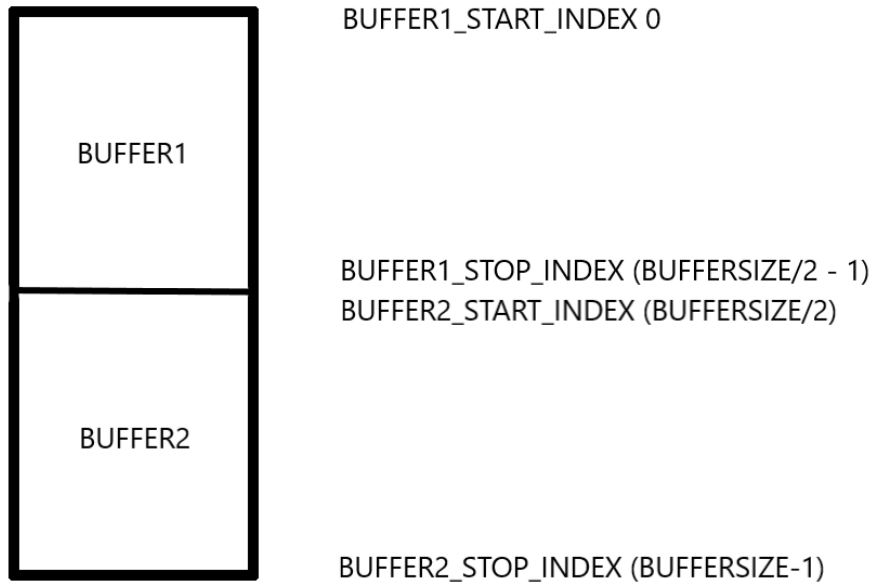 BUFFER1_START_INDEX 0
BUFFER1
BUFFER1_STOP_INDEX (BUFFERSIZE/2 - 1)
BUFFER2_START_INDEX (BUFFERSIZE/2)
BUFFER2
BUFFER2_STOP_INDEX (BUFFERSIZE-1)